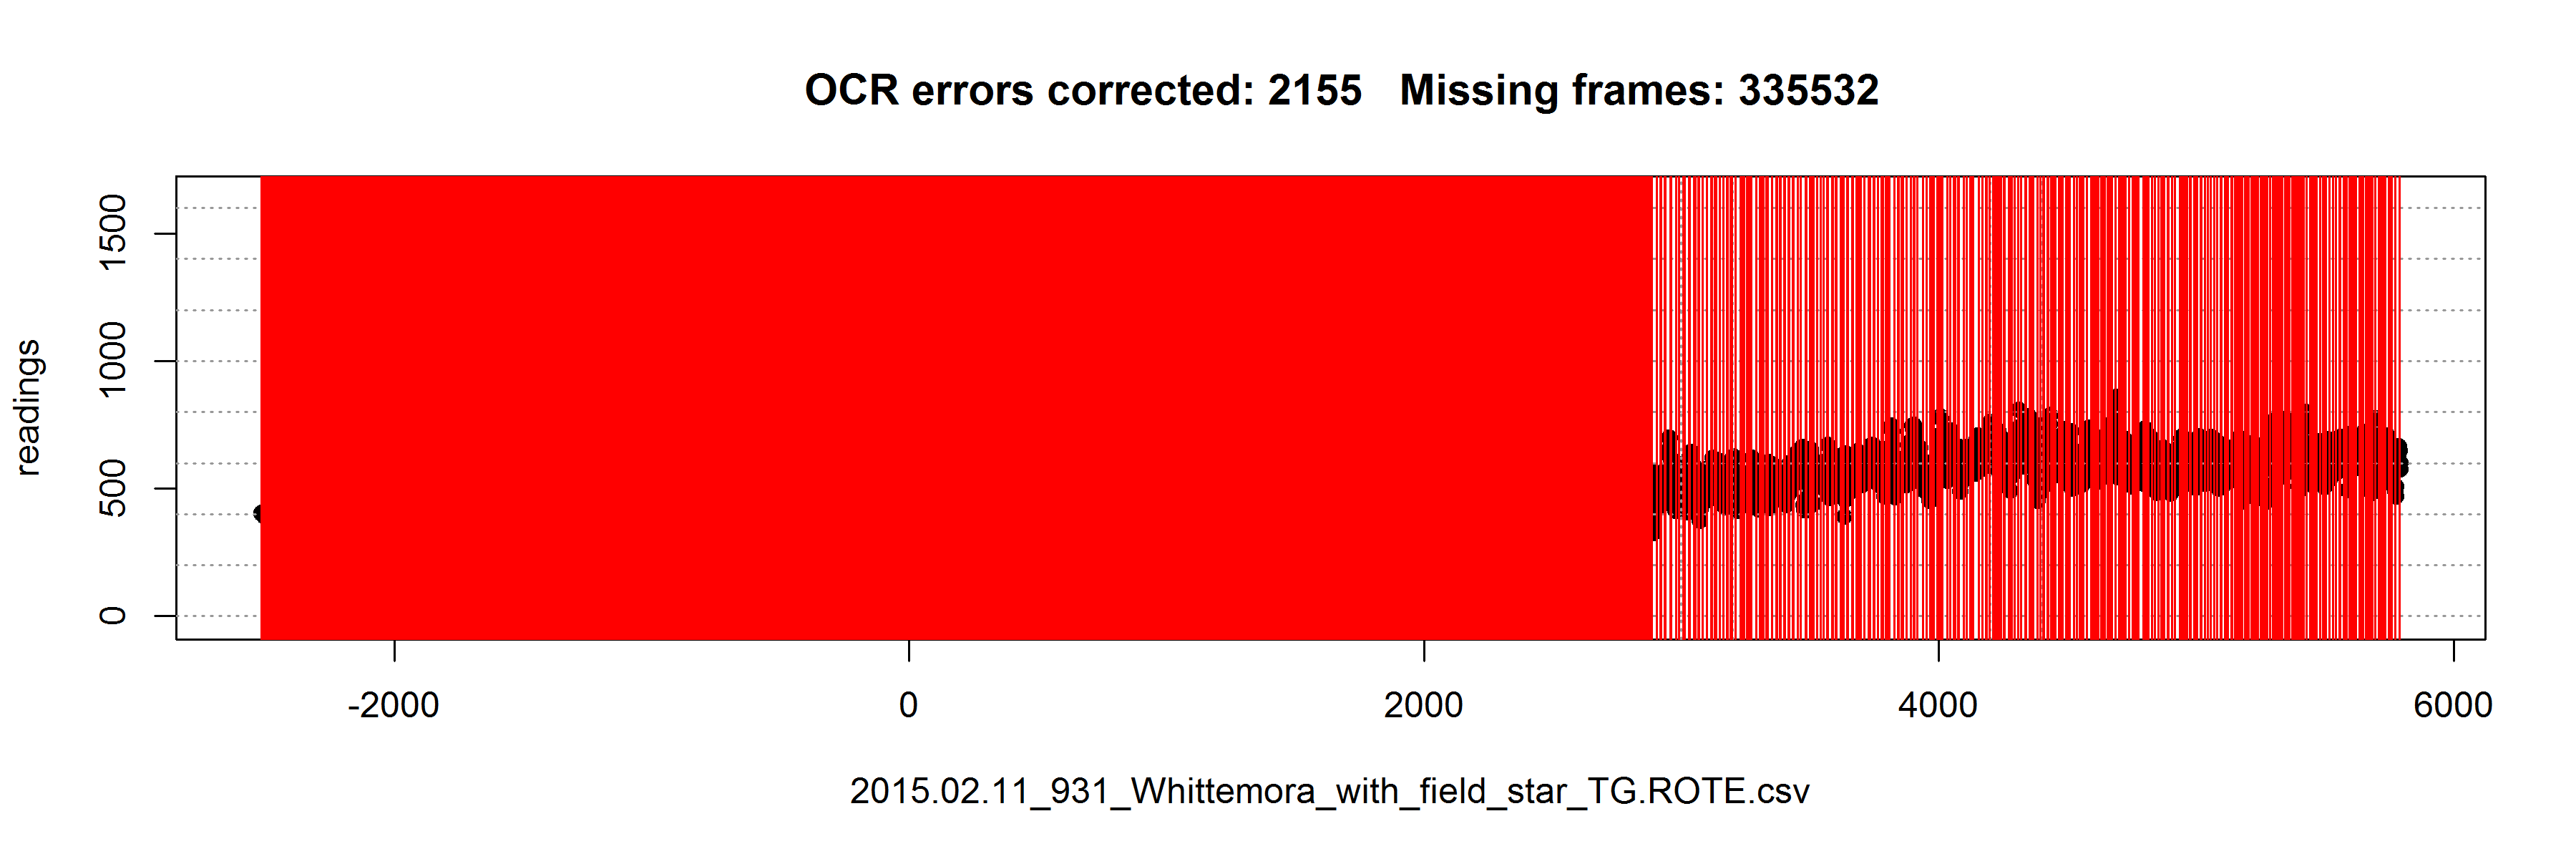 OCR errors corrected: 2155   Missing frames: 335532
readings
1500
1000
500
0
-2000 0 2000 4000 6000
2015.02.11_931_Whittemora_with_field_star_TG.ROTE.csv